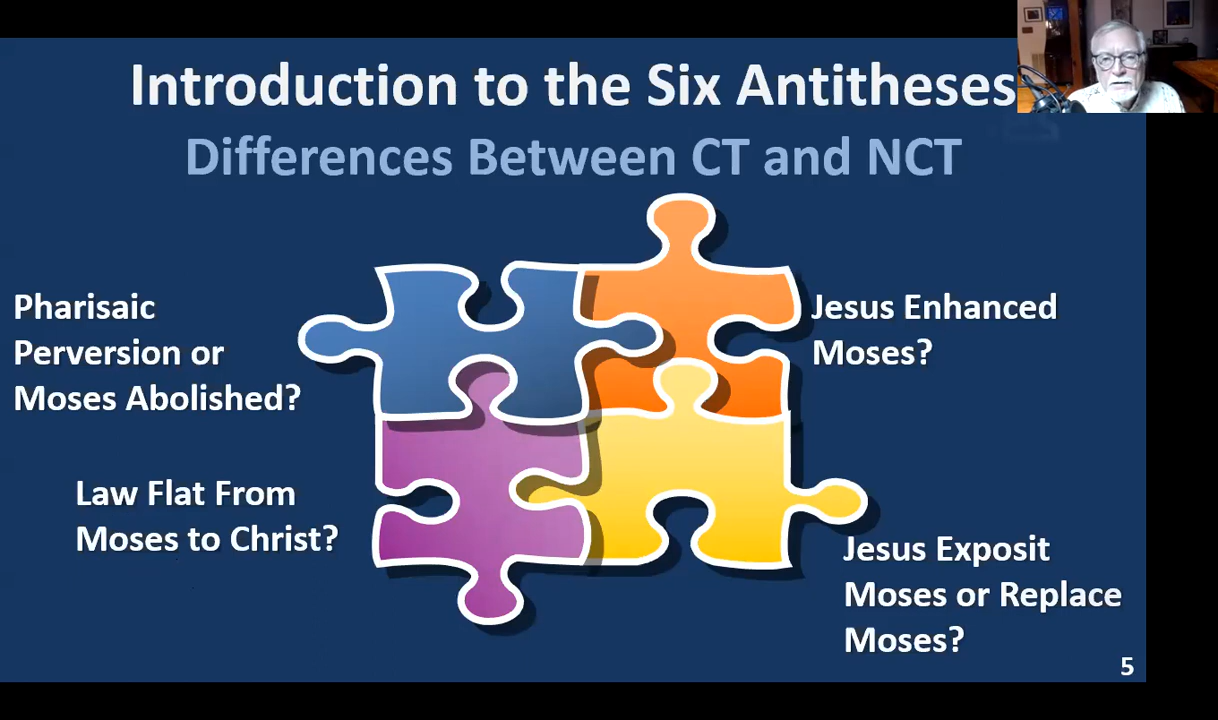 Introduction to the Six Antitheses
Differences Between CT and NCT
Pharisaic
Perversion or
Moses Abolished?
Jesus Enhanced
Moses?
Law Flat From
Moses to Christ?
Jesus Exposit
Moses or Replace
Moses?
5